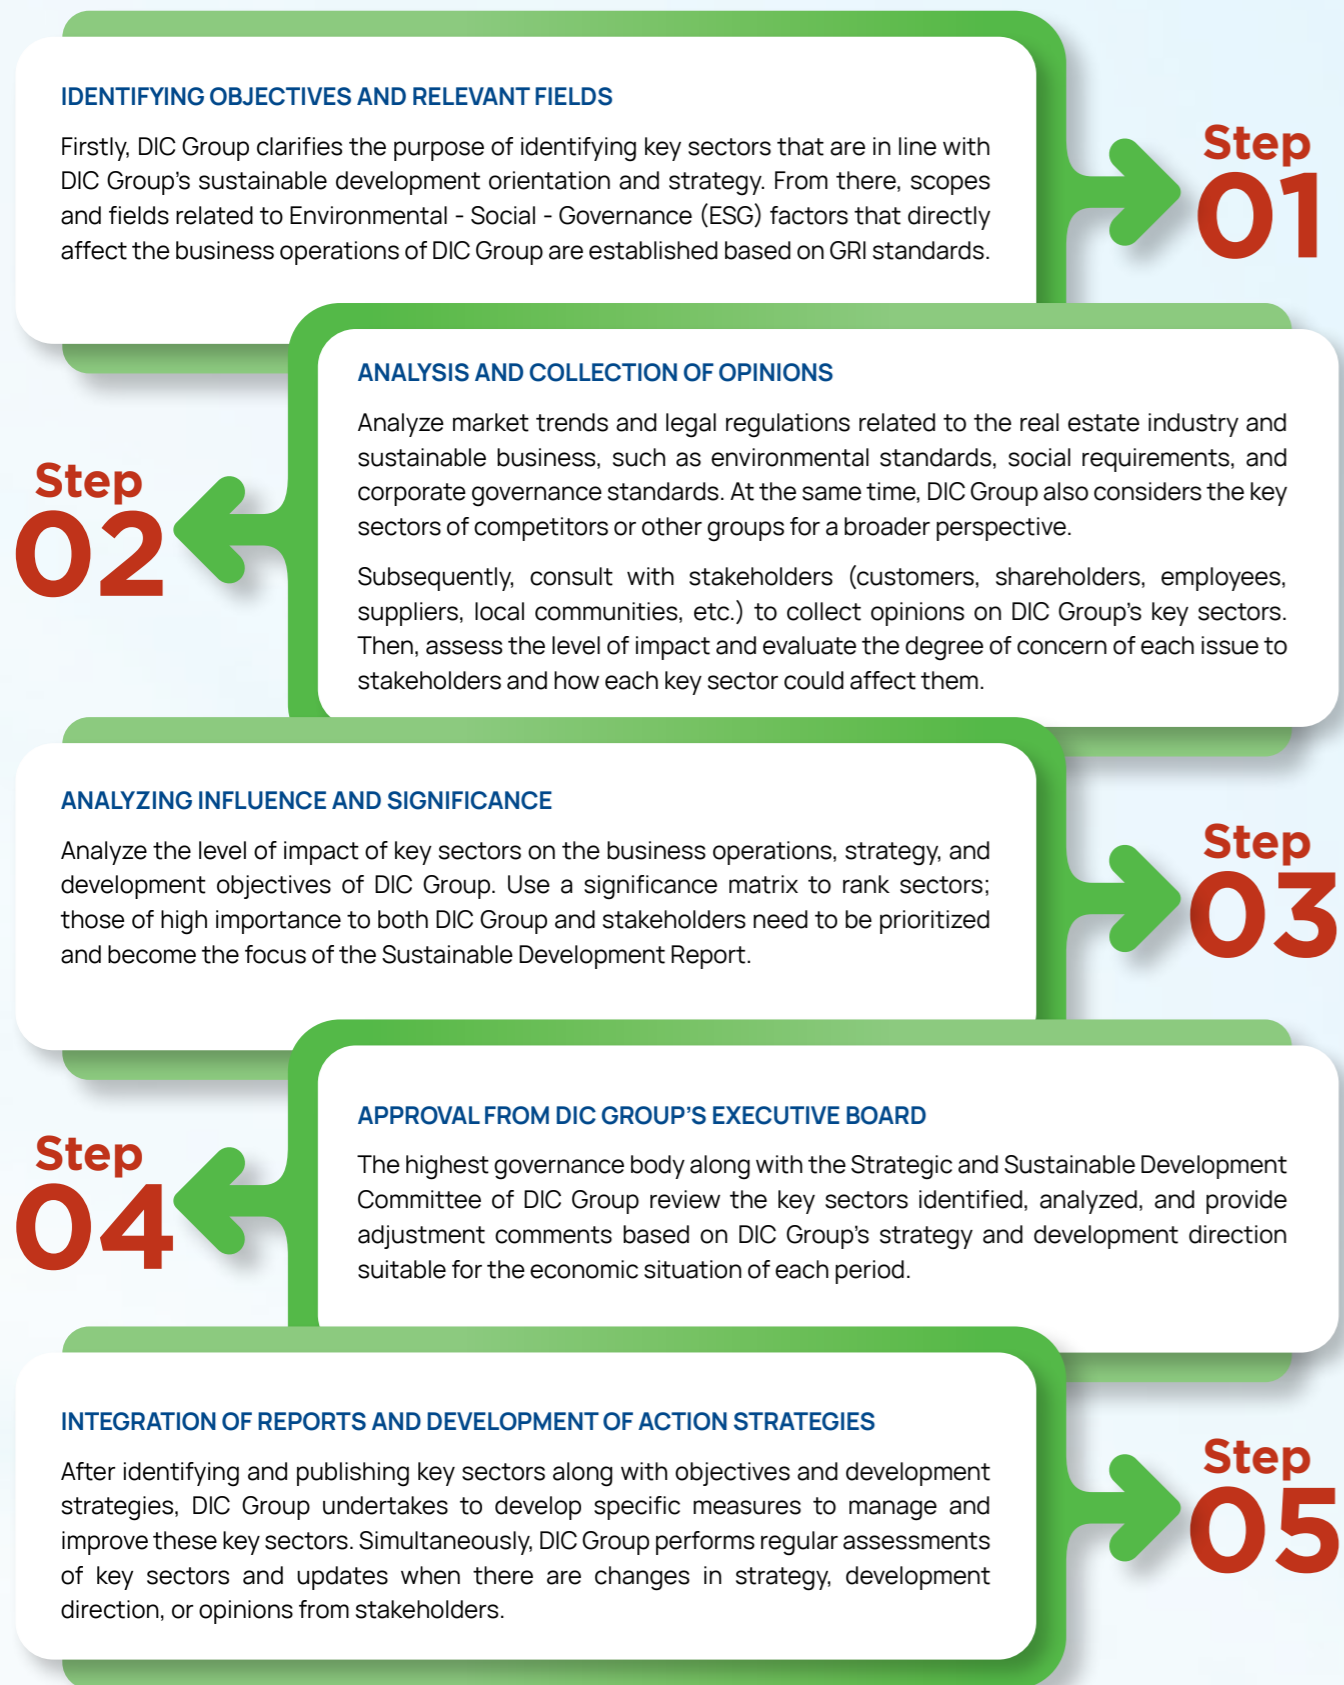 IDENTIFYING OBJECTIVES AND RELEVANT FIELDS
Firstly, DIC Group clarifies the purpose of identifying key sectors that are in line with
DIC Group's sustainable development orientation and strategy. From there, scopes
and fields related to Environmental - Social - Governance (ESG) factors that directly
affect the business operations of DIC Group are established based on GRI standards.
Step
01
ANALYSIS AND COLLECTION OF OPINIONS
Analyze market trends and legal regulations related to the real estate industry and
sustainable business, such as environmental standards, social requirements, and
corporate governance standards. At the same time, DIC Group also considers the key
sectors of competitors or other groups for a broader perspective.
Subsequently, consult with stakeholders (customers, shareholders, employees,
suppliers, local communities, etc.) to collect opinions on DIC Group's key sectors.
Then, assess the level of impact and evaluate the degree of concern of each issue to
stakeholders and how each key sector could affect them.
Step
02
ANALYZING INFLUENCE AND SIGNIFICANCE
Analyze the level of impact of key sectors on the business operations, strategy, and
development objectives of DIC Group. Use a significance matrix to rank sectors;
those of high importance to both DIC Group and stakeholders need to be prioritized
and become the focus of the Sustainable Development Report.
Step
03
APPROVAL FROM DIC GROUP’S EXECUTIVE BOARD
The highest governance body along with the Strategic and Sustainable Development
Committee of DIC Group review the key sectors identified, analyzed, and provide
adjustment comments based on DIC Group's strategy and development direction
suitable for the economic situation of each period.
Step
04
INTEGRATION OF REPORTS AND DEVELOPMENT OF ACTION STRATEGIES
After identifying and publishing key sectors along with objectives and development
strategies, DIC Group undertakes to develop specific measures to manage and
improve these key sectors. Simultaneously, DIC Group performs regular assessments
of key sectors and updates when there are changes in strategy, development
direction, or opinions from stakeholders.
Step
05